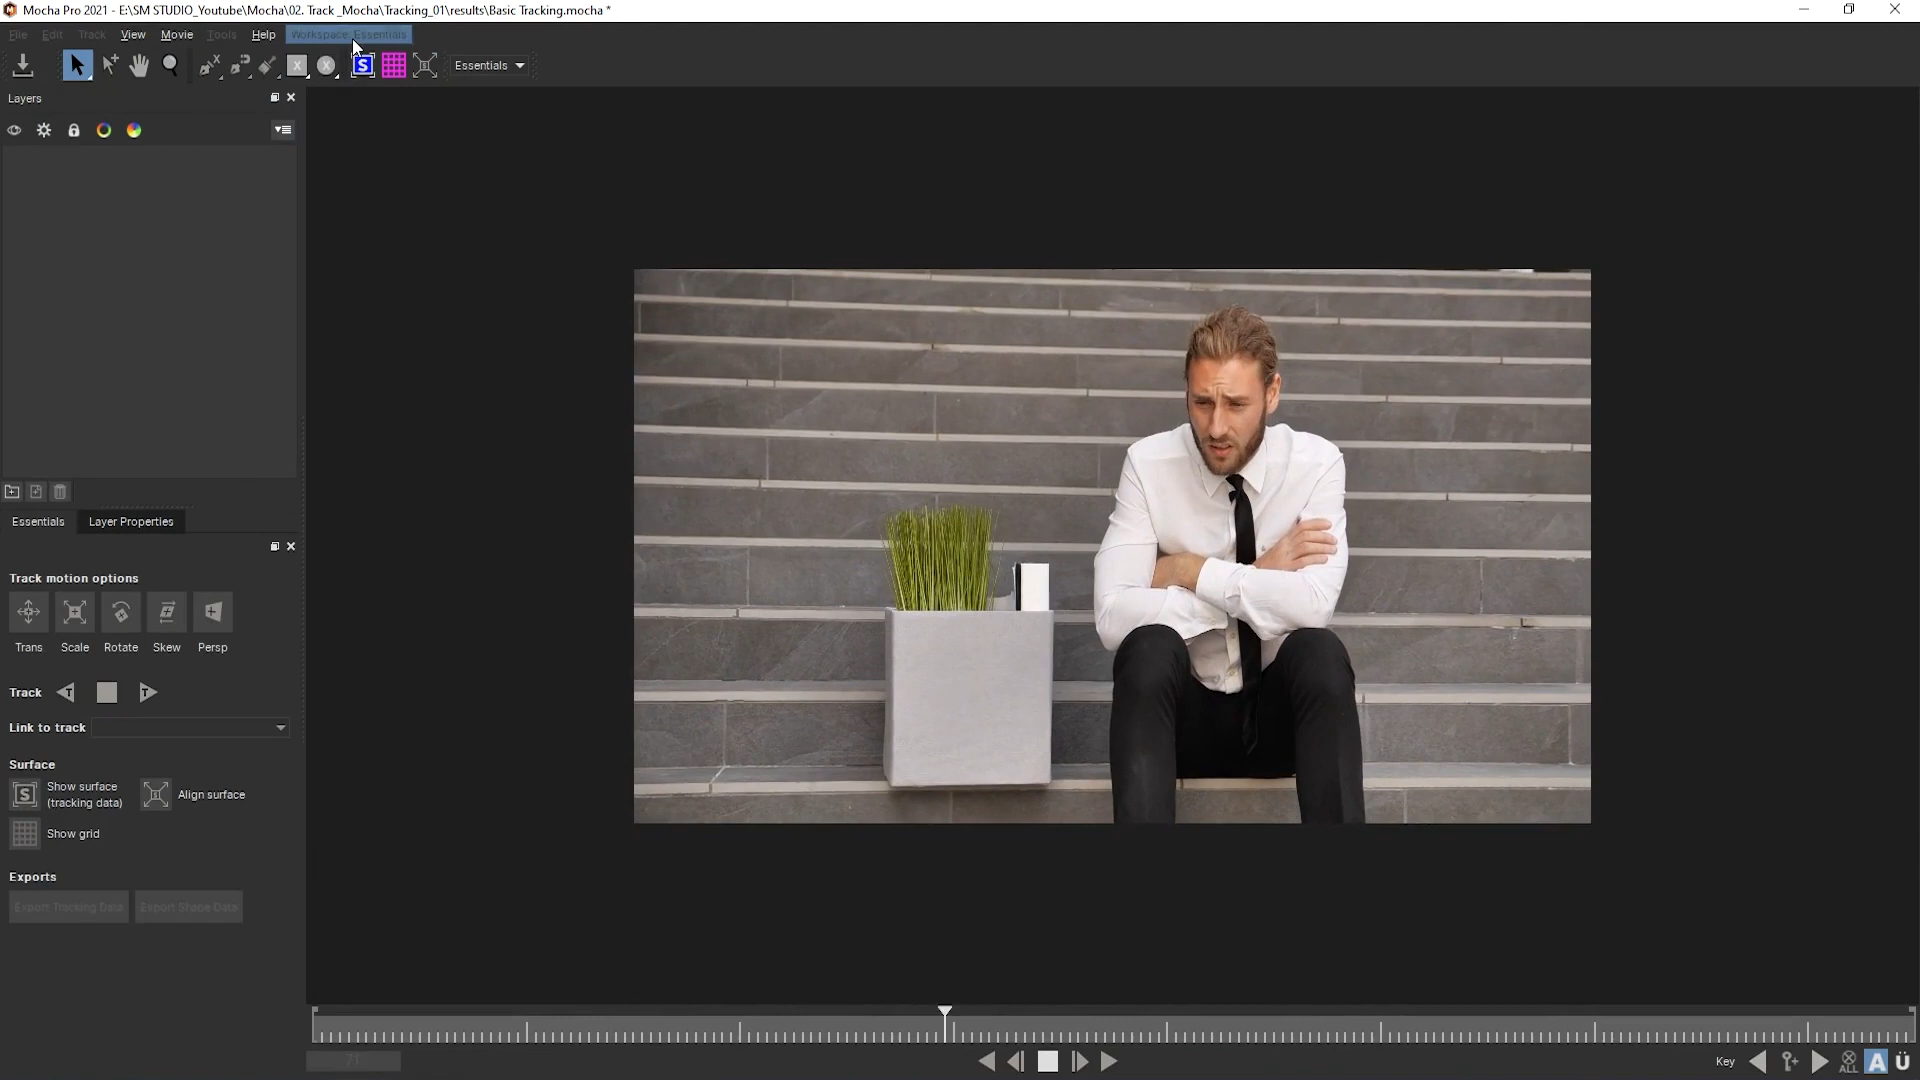 Mocha Pro 2021 - E:\SM STUDIO_Youtube\Mocha\02. Track _Mocha\Tracking_01\results\Basic Tracking.mocha *
File Edit Track View Movie Tools Help Workspace: Essentials
S Essentials
Layers
Essentials Layer Properties
Track motion options
Trans Scale Rotate Skew Persp
Track T T
Link to track
Surface
S Show surface (tracking data) Align surface
Show grid
Exports
Export Tracking Data Export Shape Data
71 Key ALL A Ü